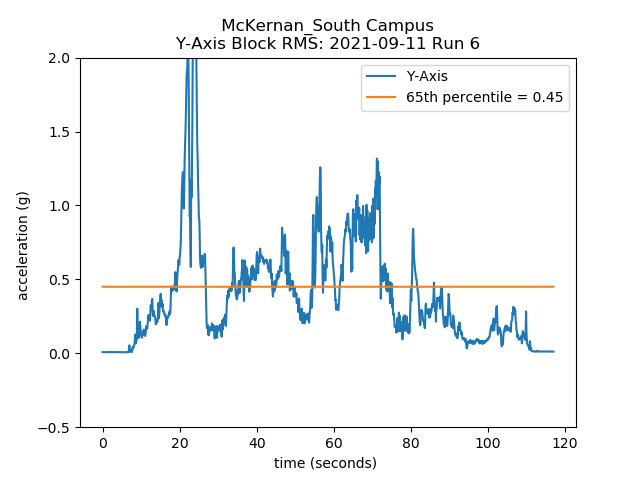 McKernan_South Campus
Y-Axis Block RMS: 2021-09-11 Run 6
Y-Axis
65th percentile = 0.45
acceleration (g)
2.0
1.5
1.0
0.5
0.0
−0.5
0 20 40 60 80 100 120
time (seconds)